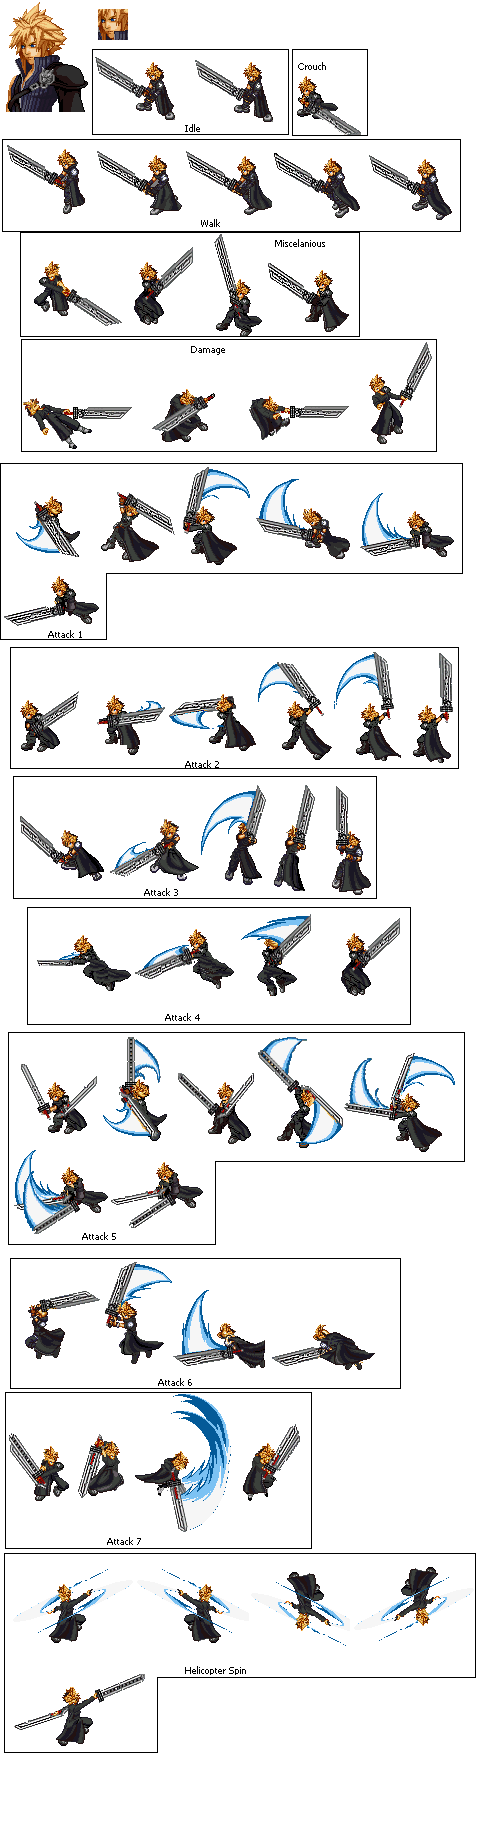 Idle
Crouch
Walk
Miscelanious
Damage
Attack 1
Attack 2
Attack 3
Attack 4
Attack 5
Attack 6
Attack 7
Helicopter Spin